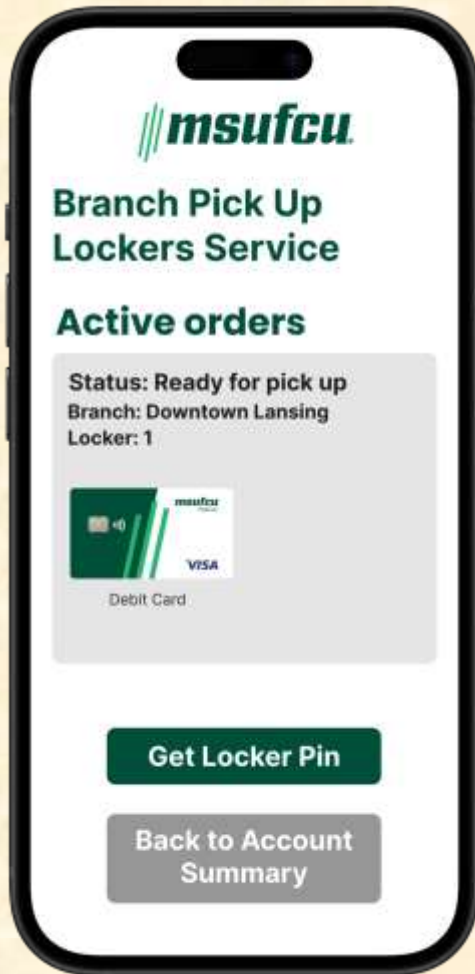 msufcu
Branch Pick Up
Lockers Service
Active orders
Status: Ready for pick up
Branch: Downtown Lansing
Locker: 1
msufcu
VISA
Debit Card
Get Locker Pin
Back to Account
Summary